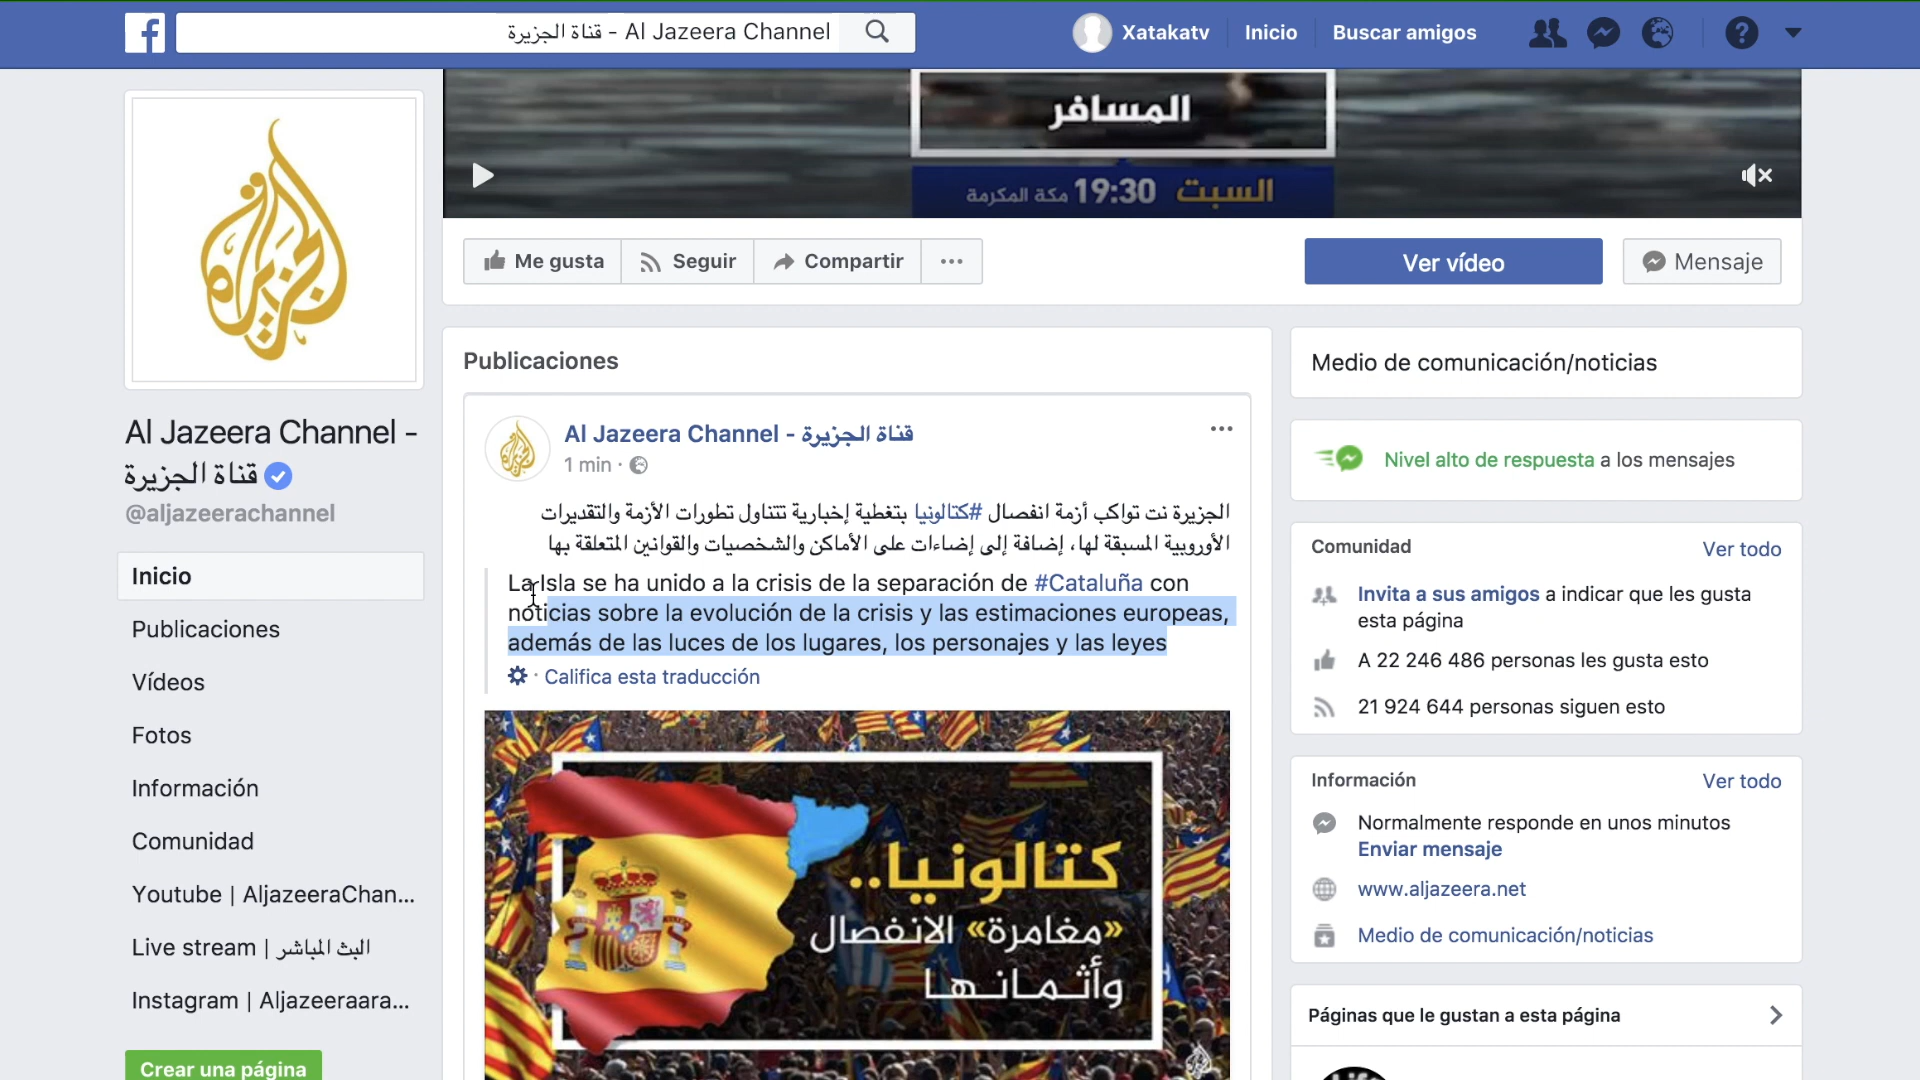 Al Jazeera Channel - قناة الجزيرة
Xatakatv
Inicio
Buscar amigos
المسافر
السبت 19:30 مكة المكرمة
Me gusta
Seguir
Compartir
Ver vídeo
Mensaje
Al Jazeera Channel -
قناة الجزيرة
@aljazeerachannel
Inicio
Publicaciones
Vídeos
Fotos
Información
Comunidad
Youtube | AljazeeraChan...
Live stream | البث المباشر
Instagram | Aljazeeraara...
Crear una página
Publicaciones
Al Jazeera Channel - قناة الجزيرة
1 min ·
الجزيرة نت تواكب أزمة انفصال #كتالونيا بتغطية إخبارية تتناول تطورات الأزمة والتقديرات
الأوروبية المسبقة لها، إضافة إلى إضاءات على الأماكن والشخصيات والقوانين المتعلقة بها
La Isla se ha unido a la crisis de la separación de #Cataluña con
noticias sobre la evolución de la crisis y las estimaciones europeas,
además de las luces de los lugares, los personajes y las leyes
· Califica esta traducción
كتالونيا..
«مغامرة» الانفصال
وأثمانها
Medio de comunicación/noticias
Nivel alto de respuesta a los mensajes
Comunidad
Ver todo
Invita a sus amigos a indicar que les gusta
esta página
A 22 246 486 personas les gusta esto
21 924 644 personas siguen esto
Información
Ver todo
Normalmente responde en unos minutos
Enviar mensaje
www.aljazeera.net
Medio de comunicación/noticias
Páginas que le gustan a esta página